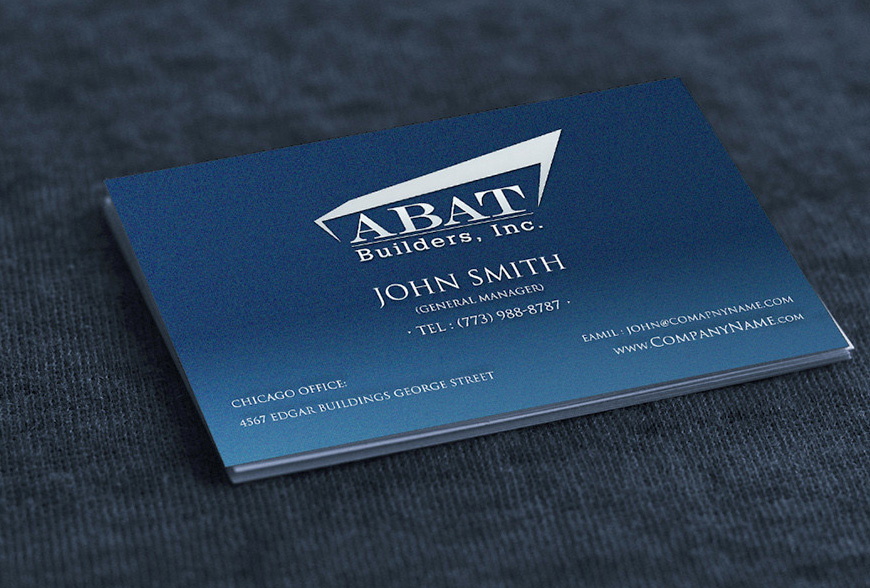 ABAT
Builders, Inc.
JOHN SMITH
(GENERAL MANAGER)
· TEL : (773) 988-8787 ·
EAMIL : JOHN@COMAPNYNAME.COM
WWW.COMPANYNAME.COM
CHICAGO OFFICE:
4567 EDGAR BUILDINGS GEORGE STREET